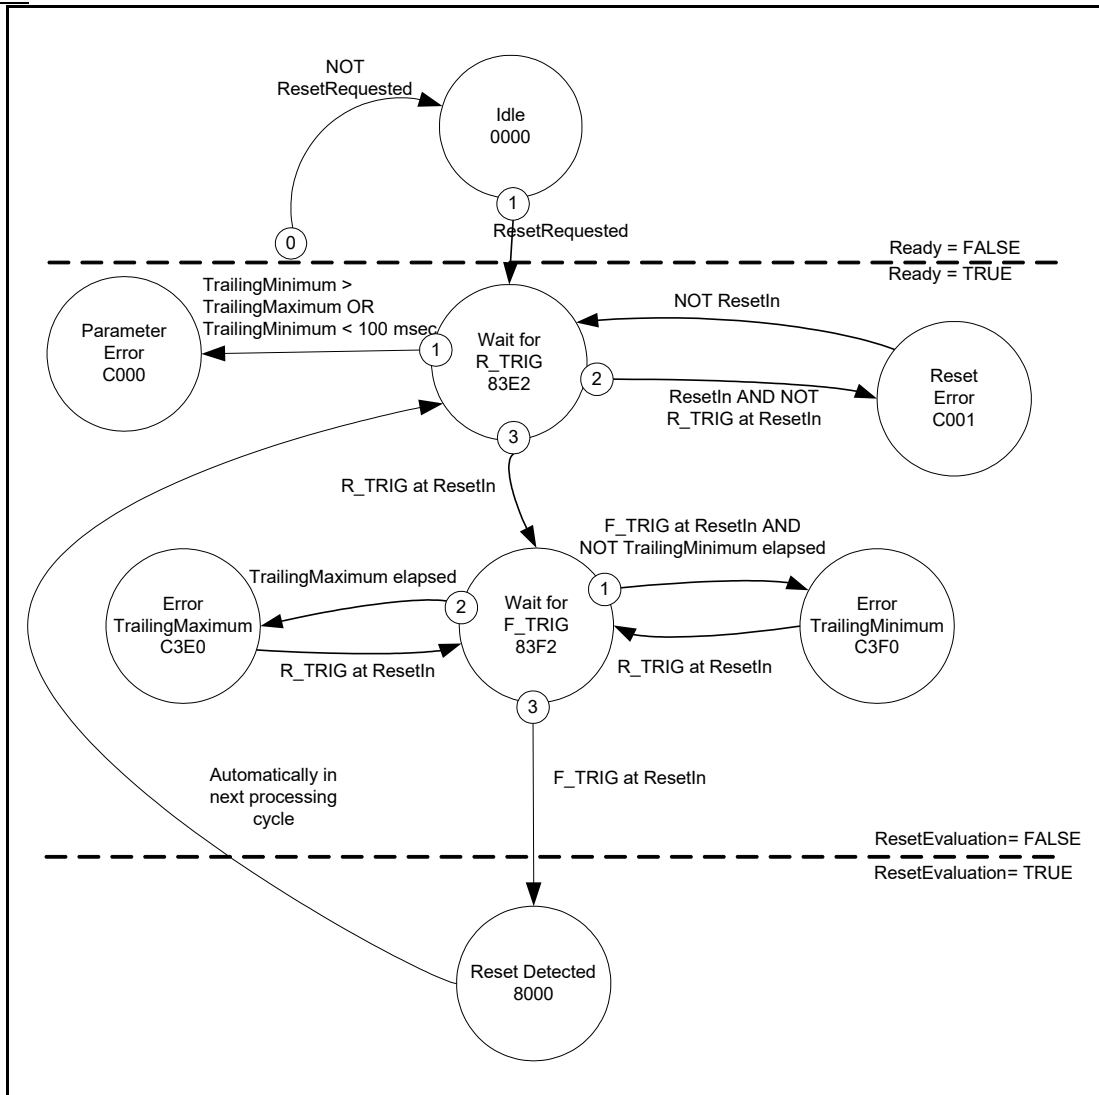 NOT
ResetRequested
Idle
0000
1
ResetRequested
0
Ready = FALSE
Ready = TRUE
TrailingMinimum >
TrailingMaximum OR
TrailingMinimum < 100 msec
Parameter
Error
C000
1
Wait for
R_TRIG
83E2
2
3
NOT ResetIn
ResetIn AND NOT
R_TRIG at ResetIn
Reset
Error
C001
R_TRIG at ResetIn
F_TRIG at ResetIn AND
NOT TrailingMinimum elapsed
TrailingMaximum elapsed
Error
TrailingMaximum
C3E0
2
Wait for
F_TRIG
83F2
1
3
Error
TrailingMinimum
C3F0
R_TRIG at ResetIn
R_TRIG at ResetIn
Automatically in
next processing
cycle
F_TRIG at ResetIn
ResetEvaluation= FALSE
ResetEvaluation= TRUE
Reset Detected
8000